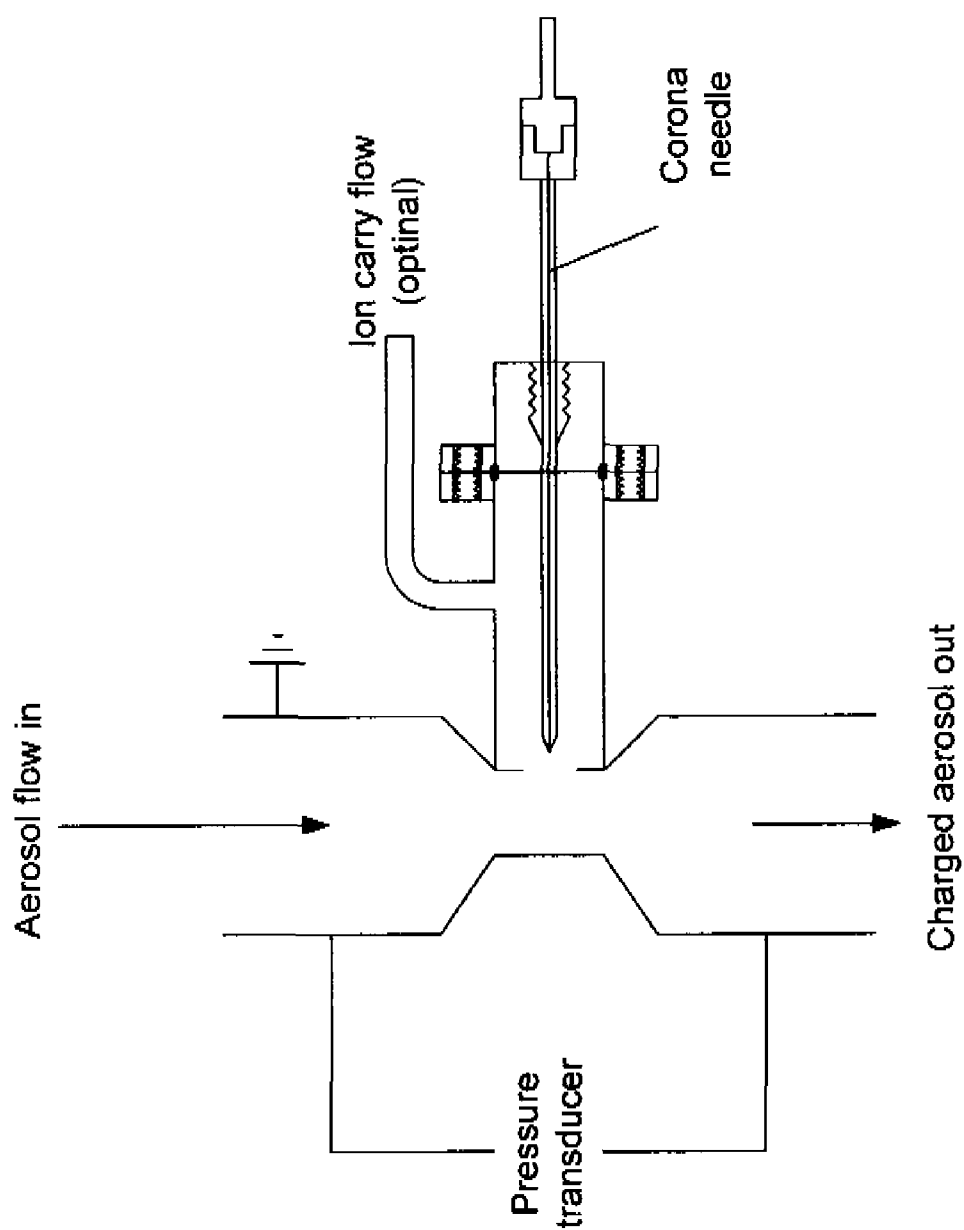 Aerosol flow in
Ion carry flow
(optinal)
Corona
needle
Pressure
transducer
Charged aerosol out